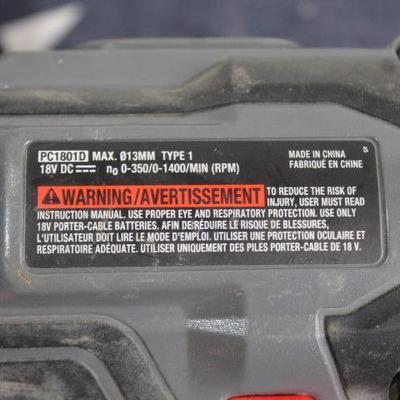 PC1801D MAX. Ø13MM TYPE 1 MADE IN CHINA S
18V DC n0 0-350/0-1400/MIN (RPM) FABRIQUÉ EN CHINE
WARNING/AVERTISSEMENT TO REDUCE THE RISK OF
INJURY, USER MUST READ
INSTRUCTION MANUAL. USE PROPER EYE AND RESPIRATORY PROTECTION. USE ONLY
18V PORTER-CABLE BATTERIES. AFIN DE RÉDUIRE LE RISQUE DE BLESSURES,
L'UTILISATEUR DOIT LIRE LE MODE D'EMPLOI. UTILISER UNE PROTECTION OCULAIRE ET
RESPIRATOIRE ADÉQUATE. UTILISER UNIQUEMENT DES PILES PORTER-CABLE DE 18 V.